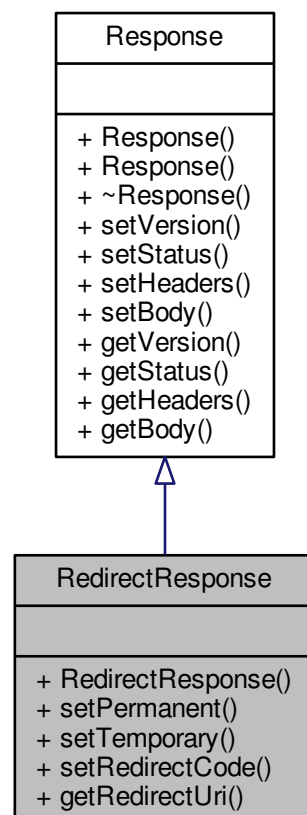 Response
+ Response()
+ Response()
+ ~Response()
+ setVersion()
+ setStatus()
+ setHeaders()
+ setBody()
+ getVersion()
+ getStatus()
+ getHeaders()
+ getBody()
RedirectResponse
+ RedirectResponse()
+ setPermanent()
+ setTemporary()
+ setRedirectCode()
+ getRedirectUri()